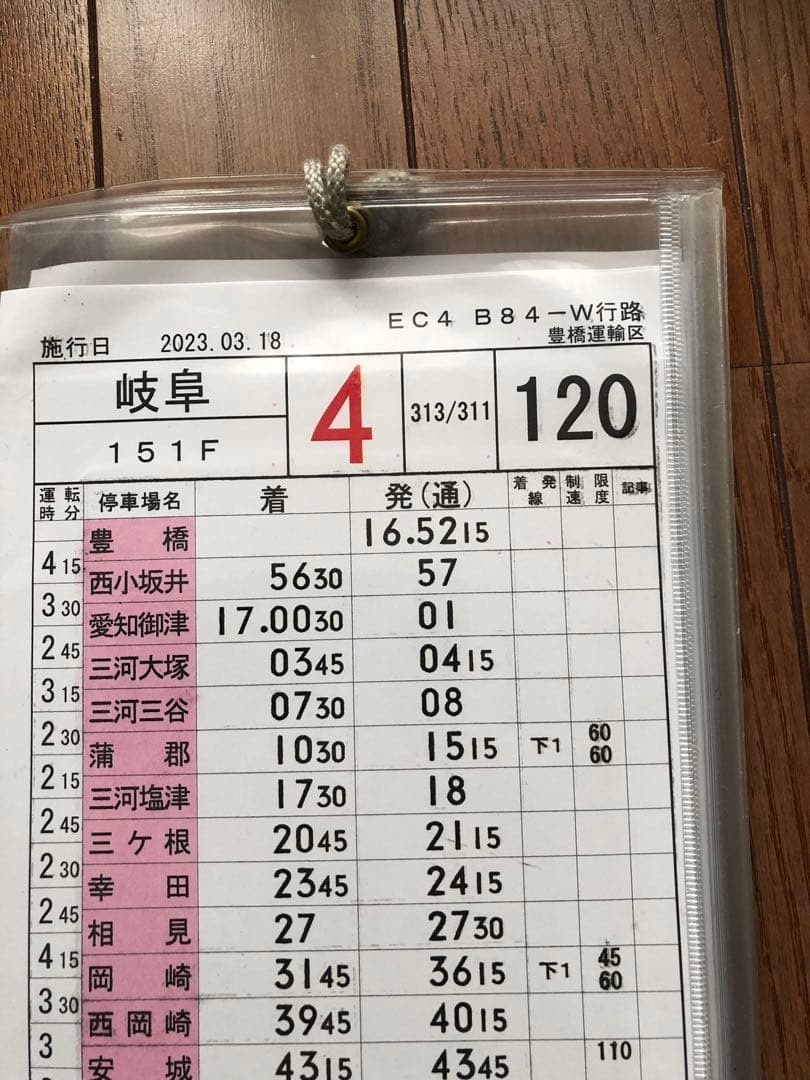 EC4 B84-W行路
施行日 2023.03.18 豊橋運輸区
岐阜 4 313/311 120
151F
運転時分 停車場名 着 発(通) 着発線 制限速度 記事
豊橋 16.5215
415
西小坂井 5630 57
330
愛知御津 17.0030 01
245
三河大塚 0345 0415
315
三河三谷 0730 08
230
蒲郡 1030 1515 下1 60 60
215
三河塩津 1730 18
245
三ケ根 2045 2115
230
幸田 2345 2415
245
相見 27 2730
415
岡崎 3145 3615 下1 45 60
330
西岡崎 3945 4015
3
安城 4315 4345 110